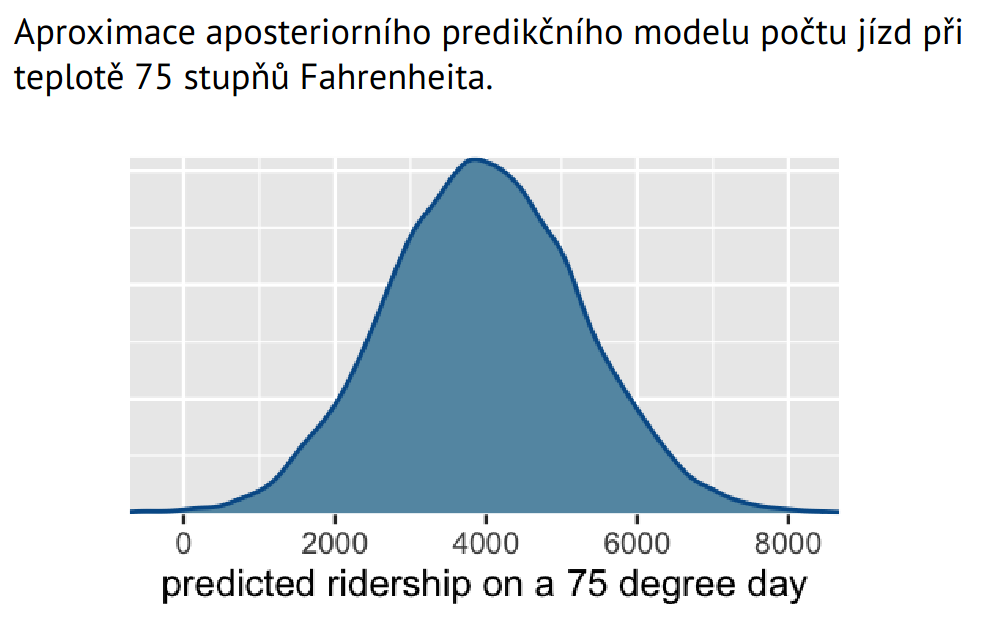 Aproximace aposteriorního predikčního modelu počtu jízd při
teplotě 75 stupňů Fahrenheita.
0 2000 4000 6000 8000
predicted ridership on a 75 degree day